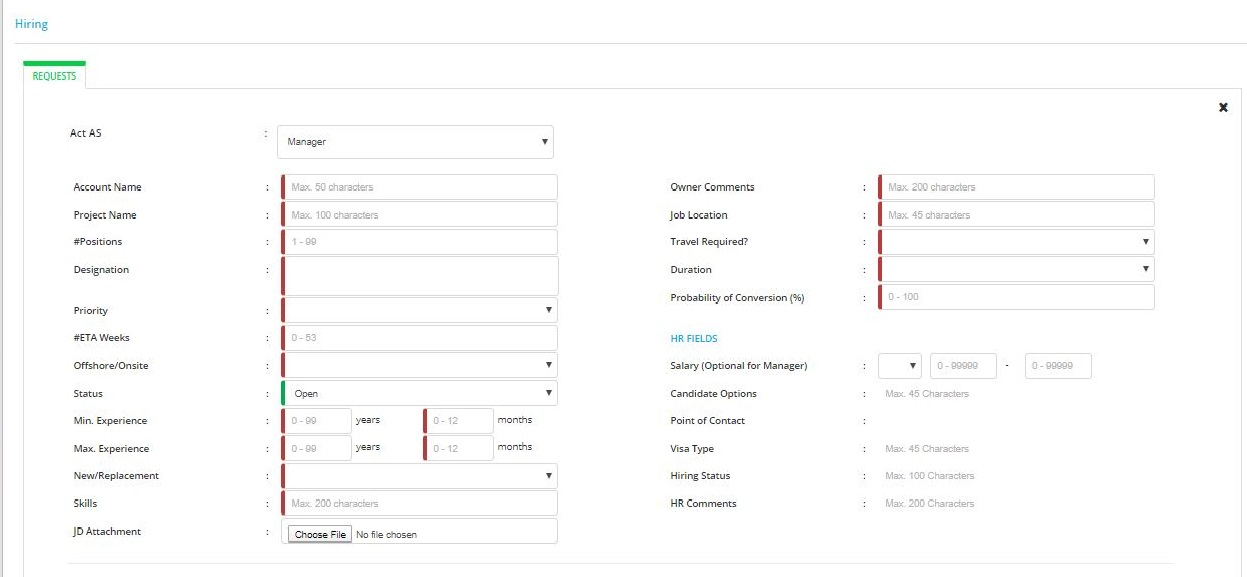 Hiring
REQUESTS
✖
Act AS : Manager ▼
Account Name : Max. 50 characters
Project Name : Max. 100 characters
#Positions : 1 - 99
Designation :
Priority : ▼
#ETA Weeks : 0 - 53
Offshore/Onsite : ▼
Status : Open ▼
Min. Experience : 0 - 99 years 0 - 12 months
Max. Experience : 0 - 99 years 0 - 12 months
New/Replacement : ▼
Skills : Max. 200 characters
JD Attachment : Choose File No file chosen
Owner Comments : Max. 200 characters
Job Location : Max. 45 characters
Travel Required? : ▼
Duration : ▼
Probability of Conversion (%) : 0 - 100
HR FIELDS
Salary (Optional for Manager) : ▼ 0 - 99999 - 0 - 99999
Candidate Options : Max. 45 Characters
Point of Contact :
Visa Type : Max. 45 Characters
Hiring Status : Max. 100 Characters
HR Comments : Max. 200 Characters